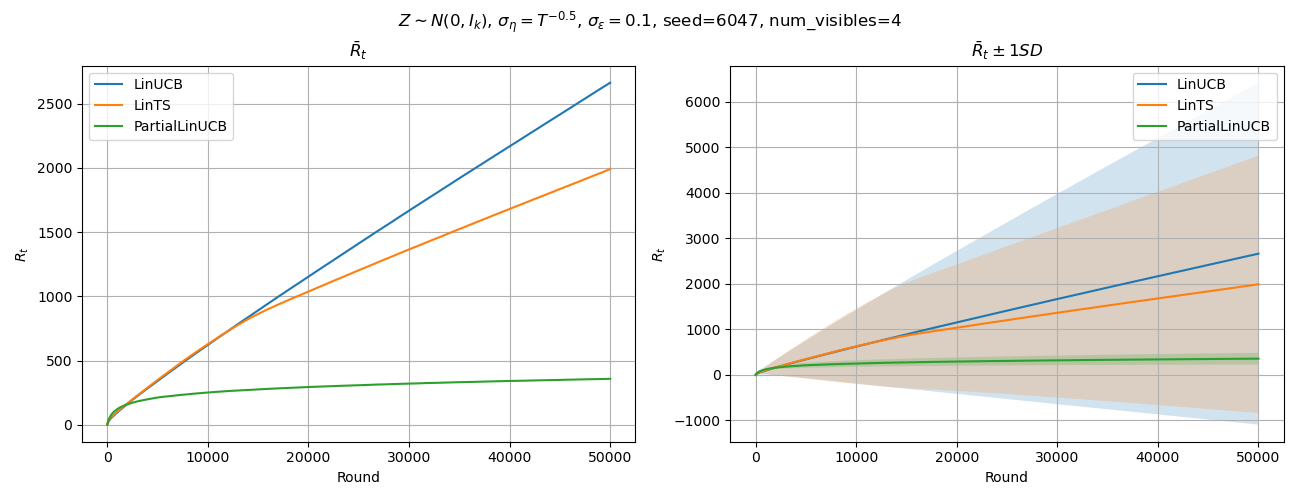 Z ∼ N(0, I_k), σ_η = T^{−0.5}, σ_ε = 0.1, seed=6047, num_visibles=4
R̄_t
LinUCB
LinTS
PartialLinUCB
R_t
2500
2000
1500
1000
500
0
0 10000 20000 30000 40000 50000
Round
R̄_t ± 1SD
LinUCB
LinTS
PartialLinUCB
R_t
6000
5000
4000
3000
2000
1000
0
−1000
0 10000 20000 30000 40000 50000
Round